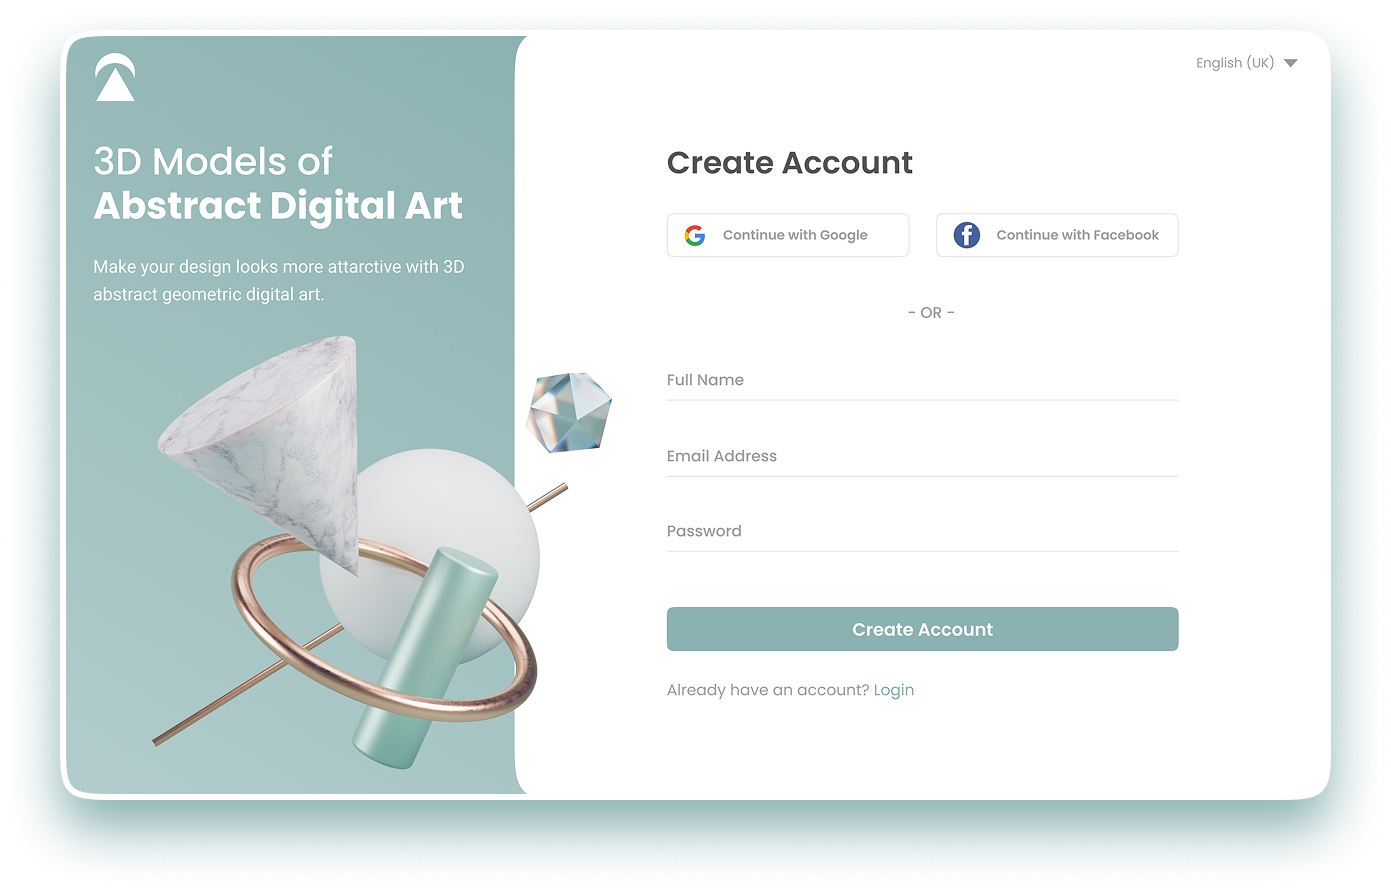 3D Models of
Abstract Digital Art
Make your design looks more attarctive with 3D
abstract geometric digital art.
English (UK)
Create Account
Continue with Google
Continue with Facebook
- OR -
Full Name
Email Address
Password
Create Account
Already have an account? Login